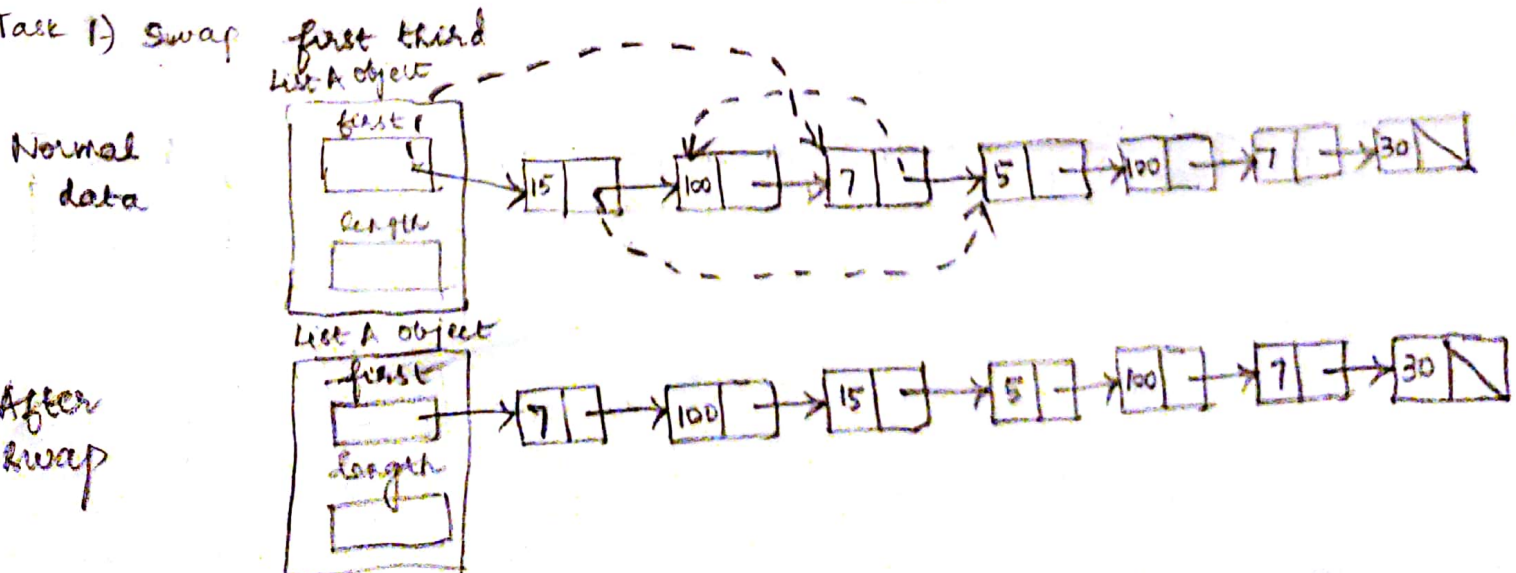 Task 1) Swap first third
List A Object
first
Normal data
15 100 7 5 100 7 30
length
List A Object
first
After swap
7 100 15 5 100 7 30
length